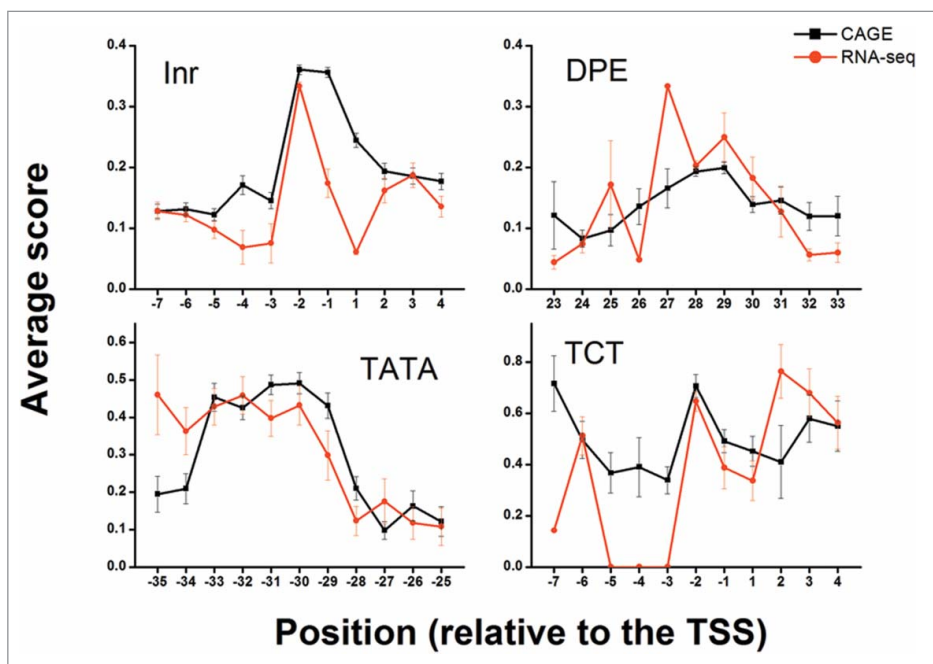 CAGE
RNA-seq
Average score
Inr
0.4
0.3
0.2
0.1
0.0
-7 -6 -5 -4 -3 -2 -1 1 2 3 4
DPE
0.4
0.3
0.2
0.1
0.0
23 24 25 26 27 28 29 30 31 32 33
TATA
0.6
0.5
0.4
0.3
0.2
0.1
0.0
-35 -34 -33 -32 -31 -30 -29 -28 -27 -26 -25
TCT
0.8
0.6
0.4
0.2
0.0
-7 -6 -5 -4 -3 -2 -1 1 2 3 4
Position (relative to the TSS)